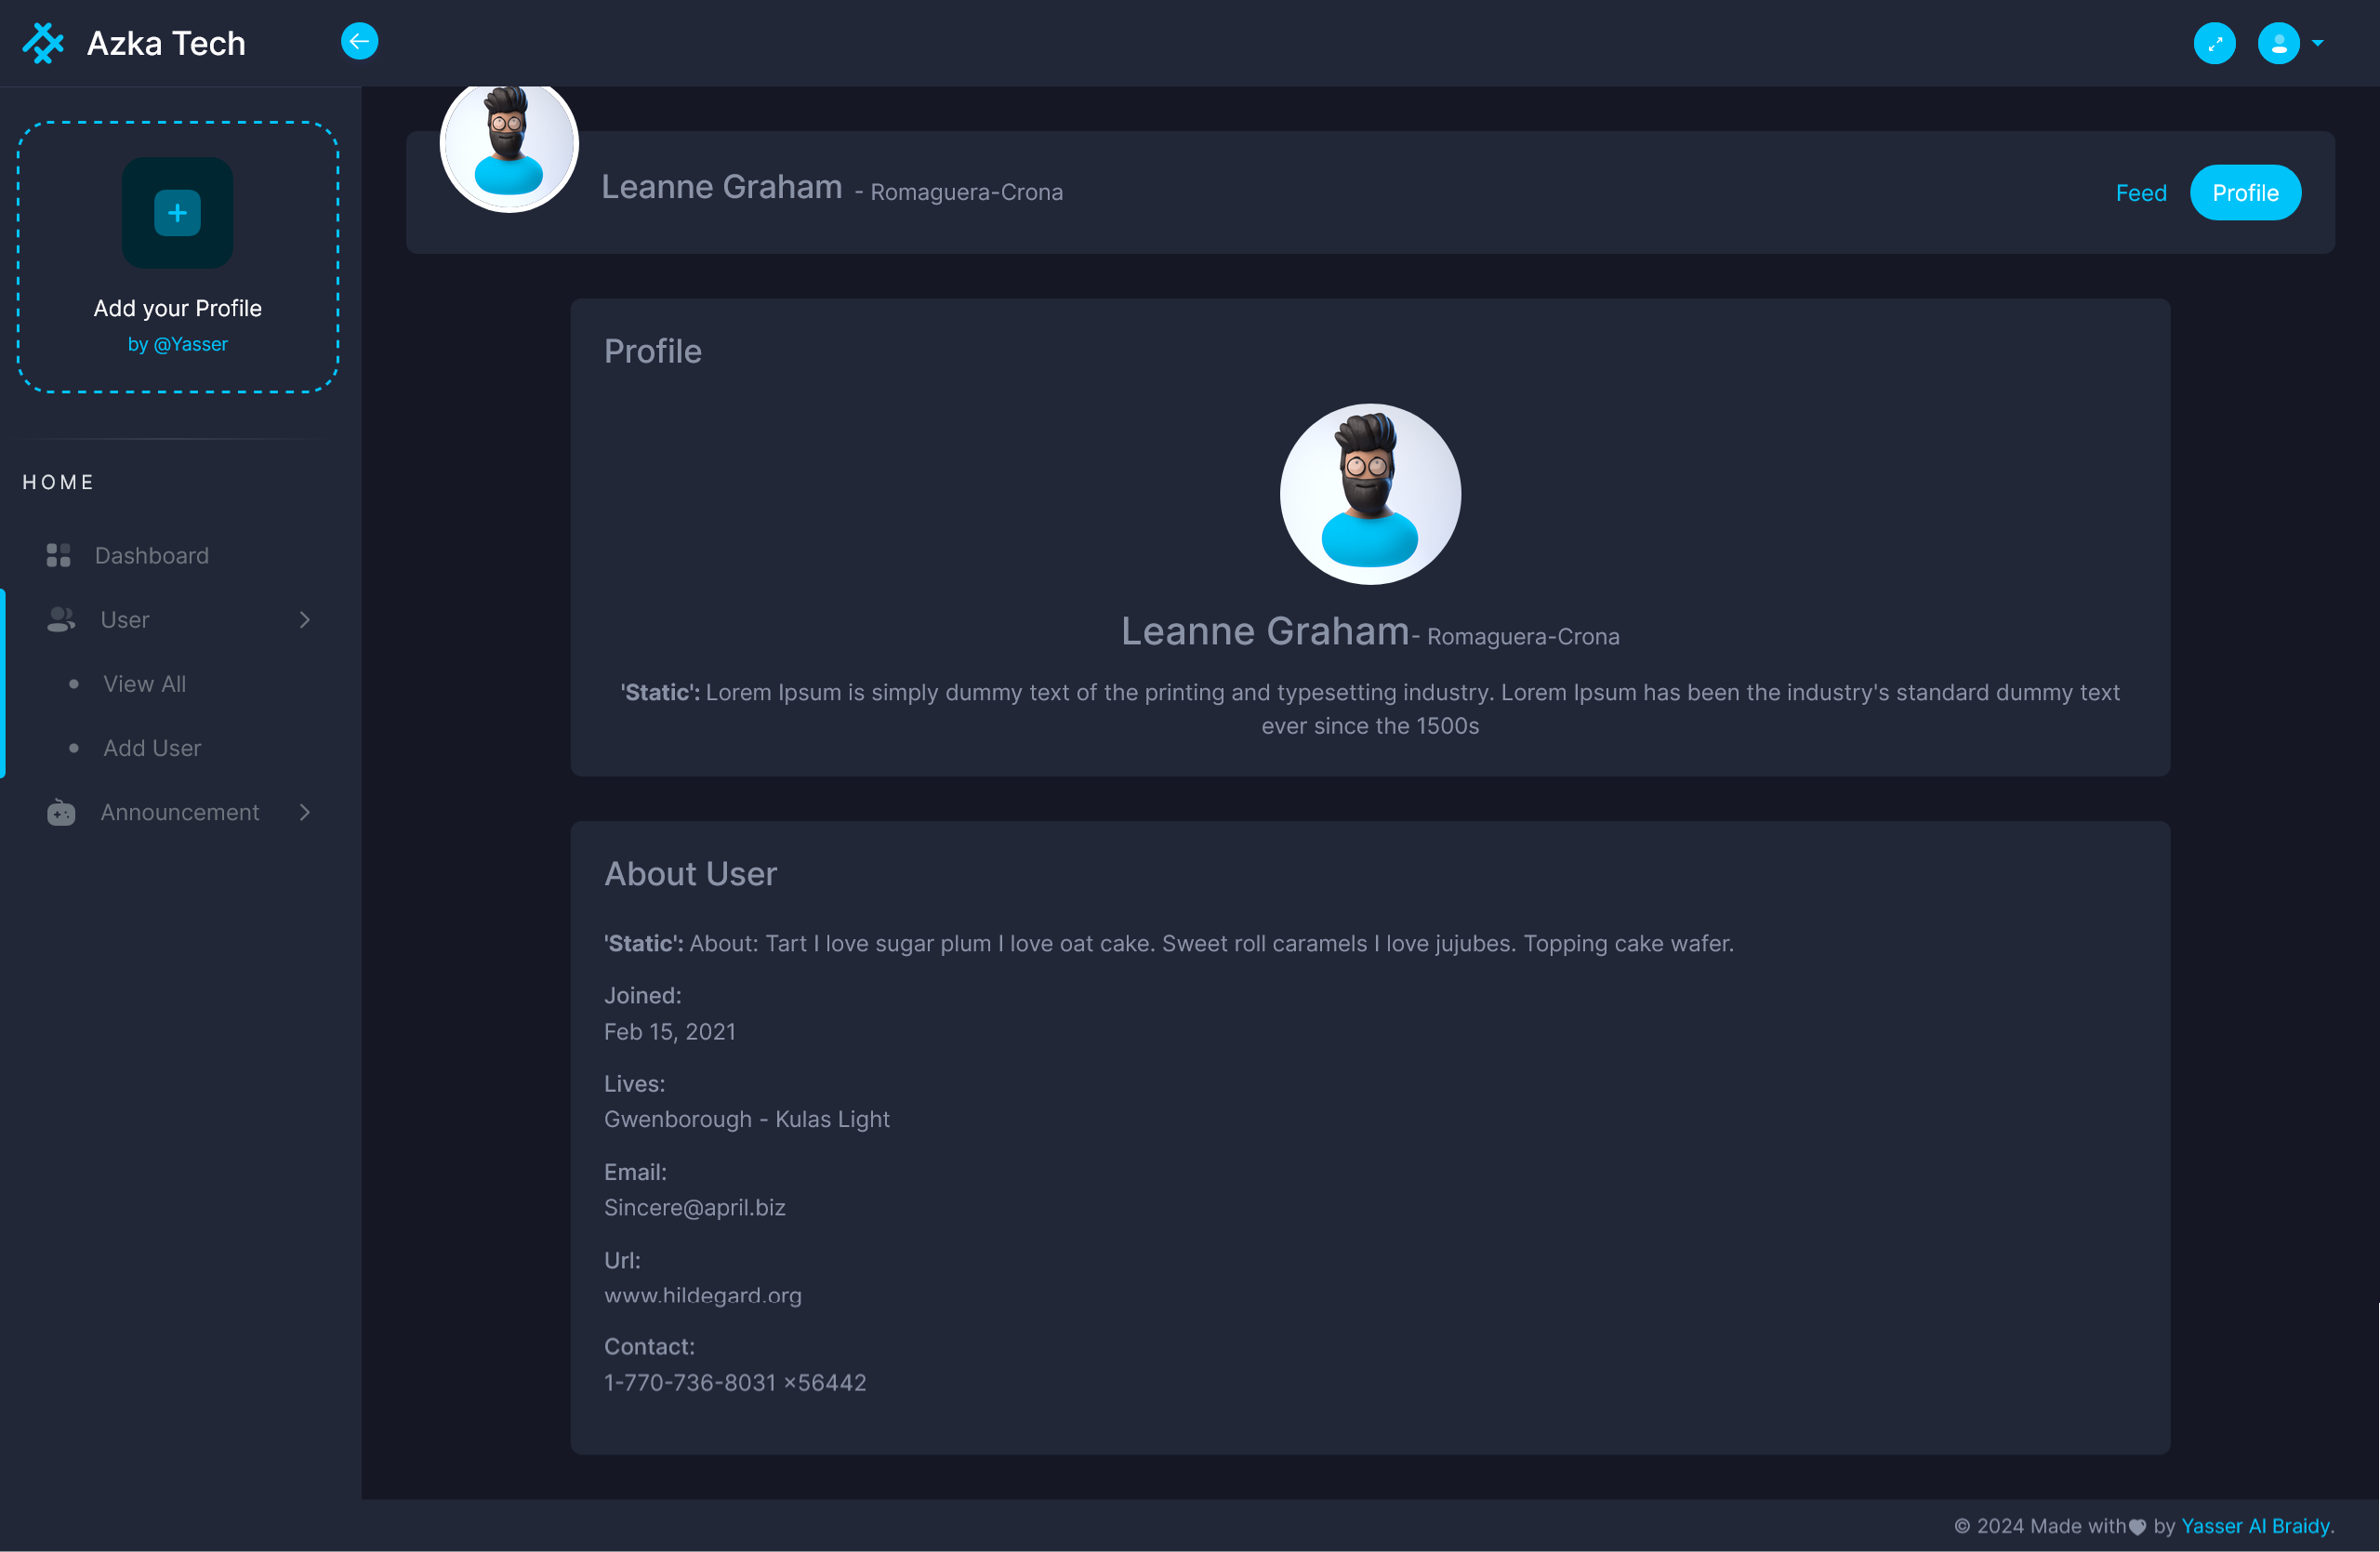 Azka Tech
Add your Profile
by @Yasser
HOME
Dashboard
User
View All
Add User
Announcement
Leanne Graham - Romaguera-Crona
Feed
Profile
Profile
Leanne Graham- Romaguera-Crona
'Static': Lorem Ipsum is simply dummy text of the printing and typesetting industry. Lorem Ipsum has been the industry's standard dummy text
ever since the 1500s
About User
'Static': About: Tart I love sugar plum I love oat cake. Sweet roll caramels I love jujubes. Topping cake wafer.
Joined:
Feb 15, 2021
Lives:
Gwenborough - Kulas Light
Email:
Sincere@april.biz
Url:
www.hildegard.org
Contact:
1-770-736-8031 x56442
© 2024 Made with by Yasser Al Braidy.